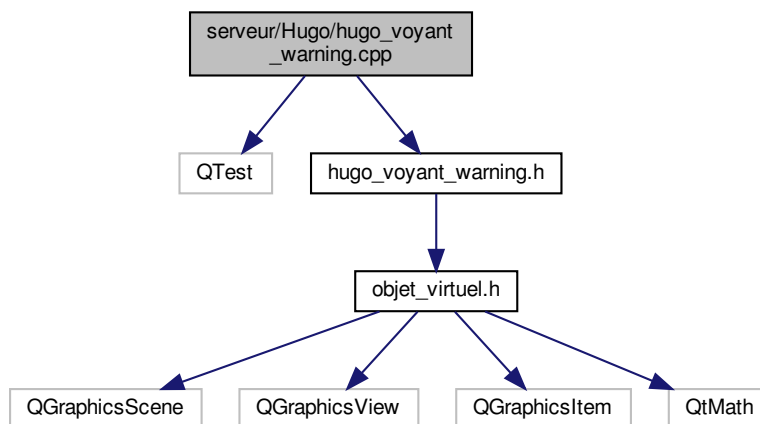 serveur/Hugo/hugo_voyant
_warning.cpp
QTest
hugo_voyant_warning.h
objet_virtuel.h
QGraphicsScene
QGraphicsView
QGraphicsItem
QtMath